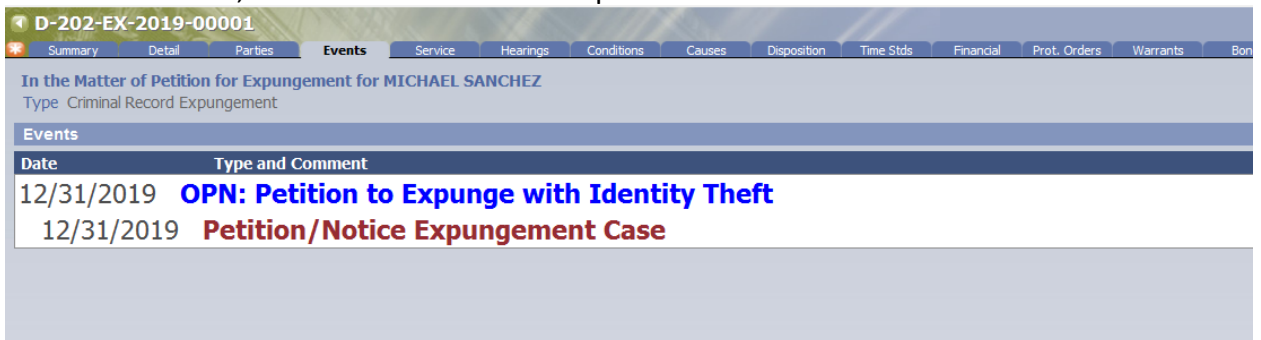 D-202-EX-2019-00001
Summary Detail Parties Events Service Hearings Conditions Causes Disposition Time Stds Financial Prot. Orders Warrants
In the Matter of Petition for Expungement for MICHAEL SANCHEZ
Type Criminal Record Expungement
Events
Date Type and Comment
12/31/2019 OPN: Petition to Expunge with Identity Theft
12/31/2019 Petition/Notice Expungement Case